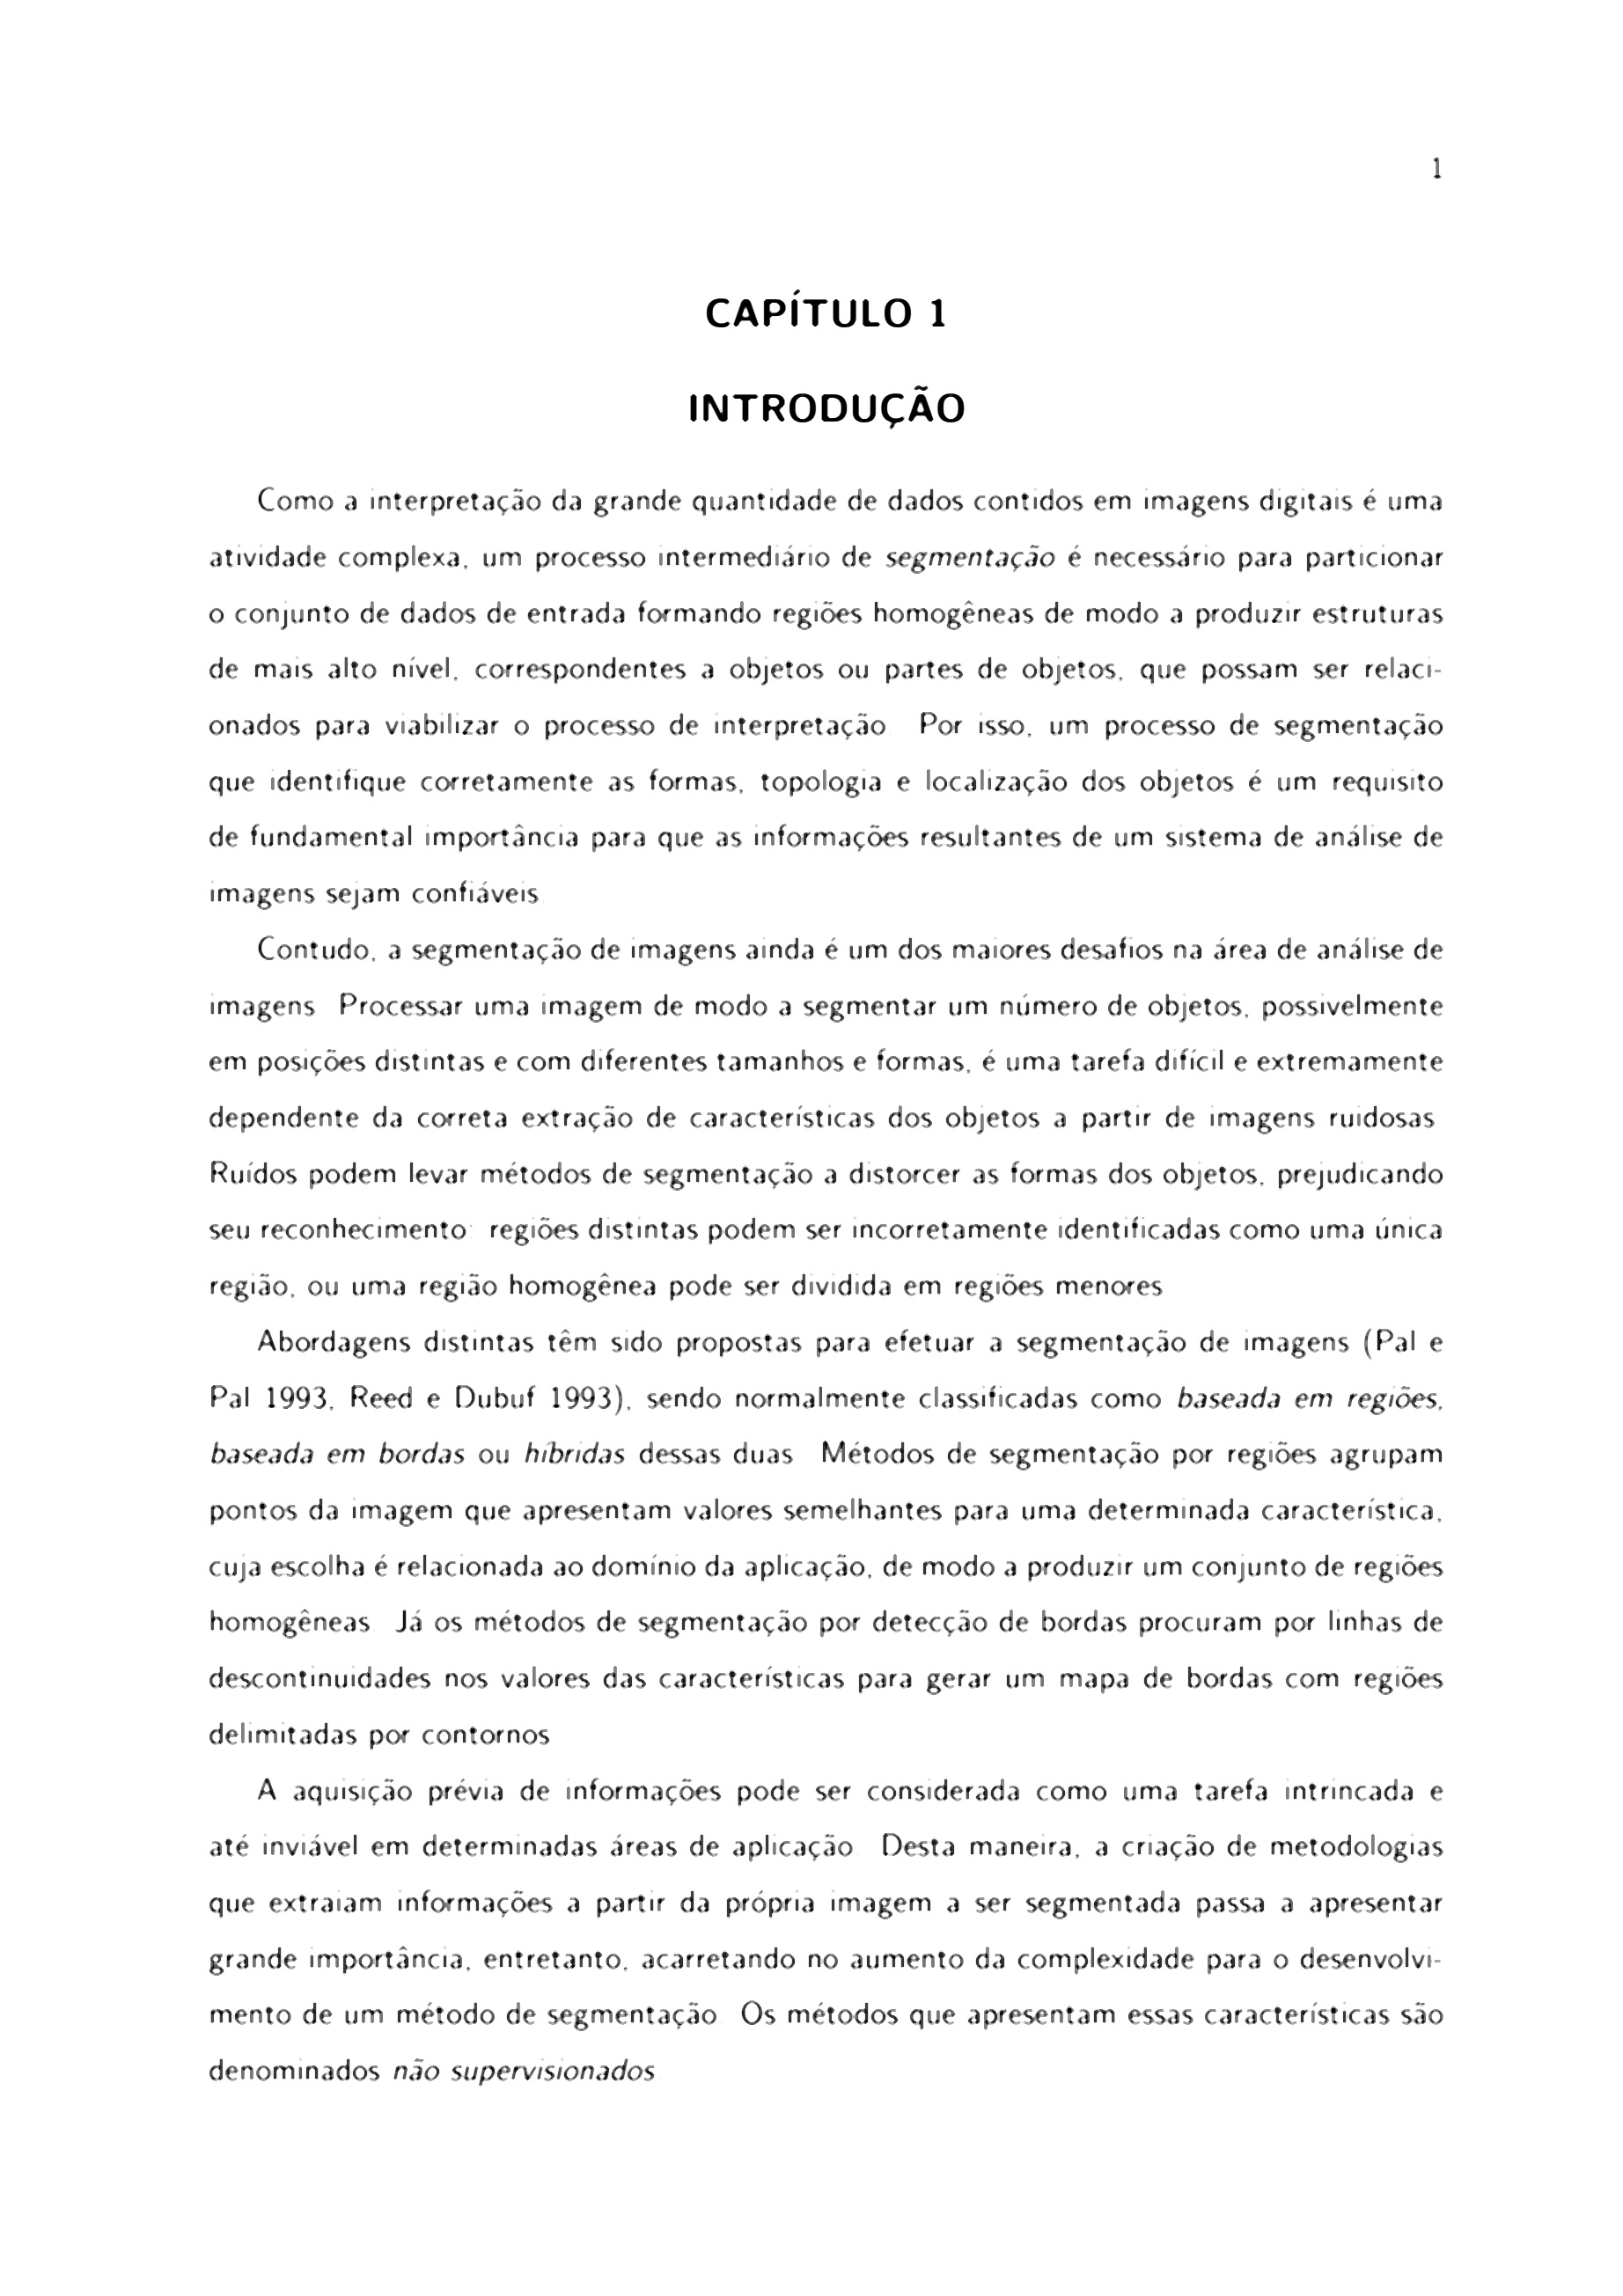 1
CAPÍTULO 1
INTRODUÇÃO
Como a interpretação da grande quantidade de dados contidos em imagens digitais é uma
atividade complexa, um processo intermediário de segmentação é necessário para particionar
o conjunto de dados de entrada formando regiões homogêneas de modo a produzir estruturas
de mais alto nível, correspondentes a objetos ou partes de objetos, que possam ser relaci-
onados para viabilizar o processo de interpretação Por isso, um processo de segmentação
que identifique corretamente as formas, topologia e localização dos objetos é um requisito
de fundamental importância para que as informações resultantes de um sistema de análise de
imagens sejam confiáveis
Contudo, a segmentação de imagens ainda é um dos maiores desafios na área de análise de
imagens Processar uma imagem de modo a segmentar um número de objetos, possivelmente
em posições distintas e com diferentes tamanhos e formas, é uma tarefa difícil e extremamente
dependente da correta extração de características dos objetos a partir de imagens ruidosas
Ruídos podem levar métodos de segmentação a distorcer as formas dos objetos, prejudicando
seu reconhecimento regiões distintas podem ser incorretamente identificadas como uma única
região, ou uma região homogênea pode ser dividida em regiões menores
Abordagens distintas têm sido propostas para efetuar a segmentação de imagens (Pal e
Pal 1993, Reed e Dubuf 1993), sendo normalmente classificadas como baseada em regiões,
baseada em bordas ou híbridas dessas duas Métodos de segmentação por regiões agrupam
pontos da imagem que apresentam valores semelhantes para uma determinada característica,
cuja escolha é relacionada ao domínio da aplicação, de modo a produzir um conjunto de regiões
homogêneas Já os métodos de segmentação por detecção de bordas procuram por linhas de
descontinuidades nos valores das características para gerar um mapa de bordas com regiões
delimitadas por contornos
A aquisição prévia de informações pode ser considerada como uma tarefa intrincada e
até inviável em determinadas áreas de aplicação Desta maneira, a criação de metodologias
que extraiam informações a partir da própria imagem a ser segmentada passa a apresentar
grande importância, entretanto, acarretando no aumento da complexidade para o desenvolvi-
mento de um método de segmentação Os métodos que apresentam essas características são
denominados não supervisionados